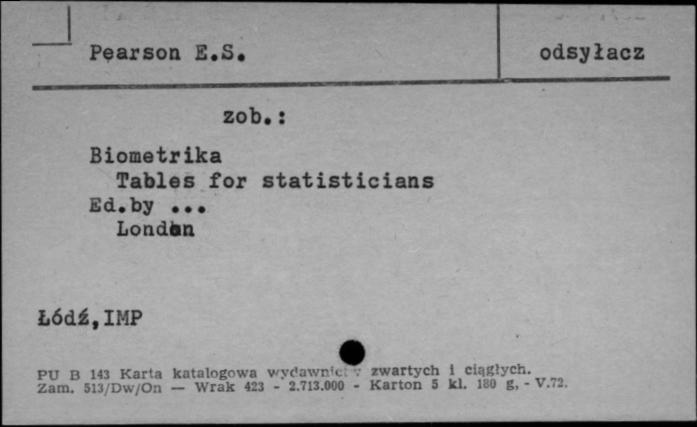 Pearson E.S.
odsyłacz
zob.:
Biometrika
Tables for statisticians
Ed.by ...
London
Łódź,IMP
PU B 143 Karta katalogowa wydawnict zwartych i ciągłych.
Zam. 513/Dw/On — Wrak 423 - 2.713.000 - Karton 5 kl. 180 g, - V.72.